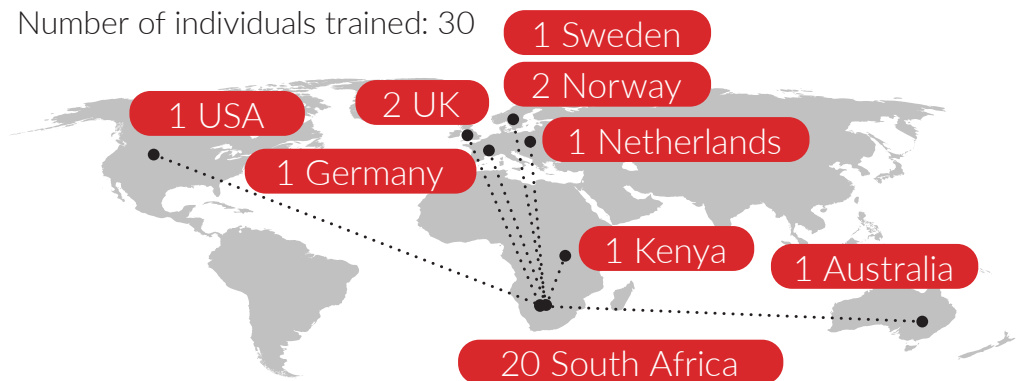 Number of individuals trained: 30
1 Sweden
2 Norway
1 USA
2 UK
1 Netherlands
1 Germany
1 Kenya
1 Australia
20 South Africa